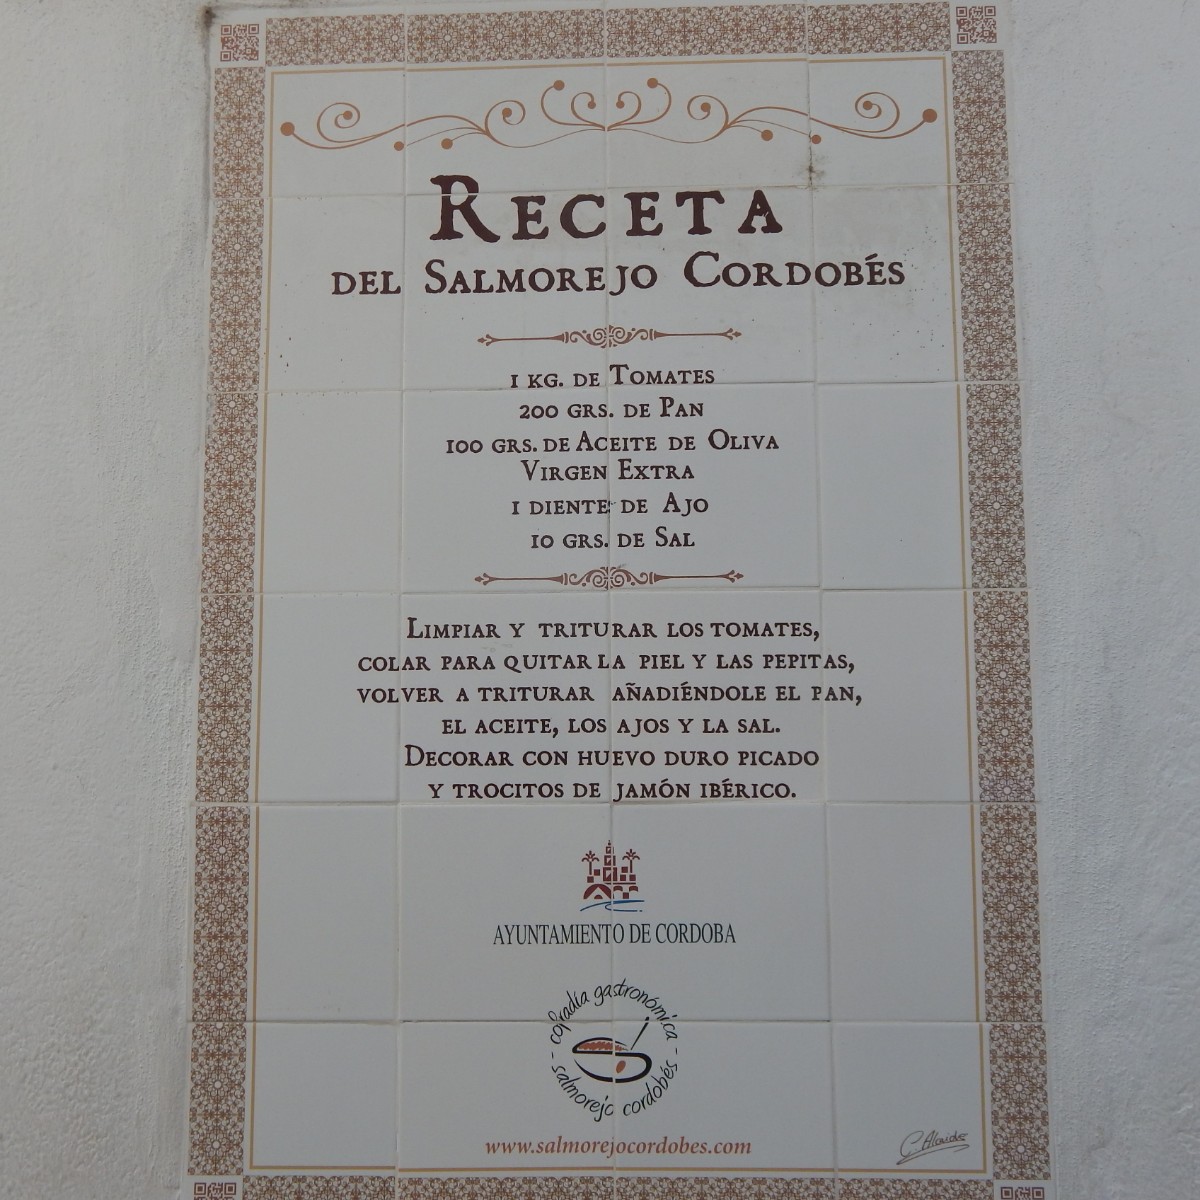 Receta
del Salmorejo Cordobés
1 kg. de Tomates
200 grs. de Pan
100 grs. de Aceite de Oliva
Virgen Extra
1 diente de Ajo
10 grs. de Sal
Limpiar y triturar los tomates,
colar para quitar la piel y las pepitas,
volver a triturar añadiéndole el pan,
el aceite, los ajos y la sal.
Decorar con huevo duro picado
y trocitos de jamón ibérico.
AYUNTAMIENTO DE CORDOBA
cofradía gastronómica
- salmorejo cordobés -
www.salmorejocordobes.com